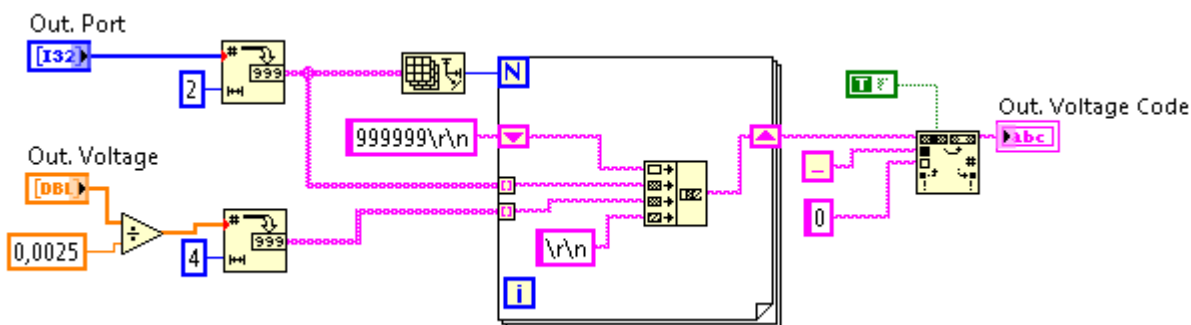 Out. Port
[I32]
2
# 999
N
999999\r\n
T F
Out. Voltage Code
abc
Out. Voltage
[DBL]
÷
0,0025
4
# 999
[]
[]
\r\n
_
0
#
i